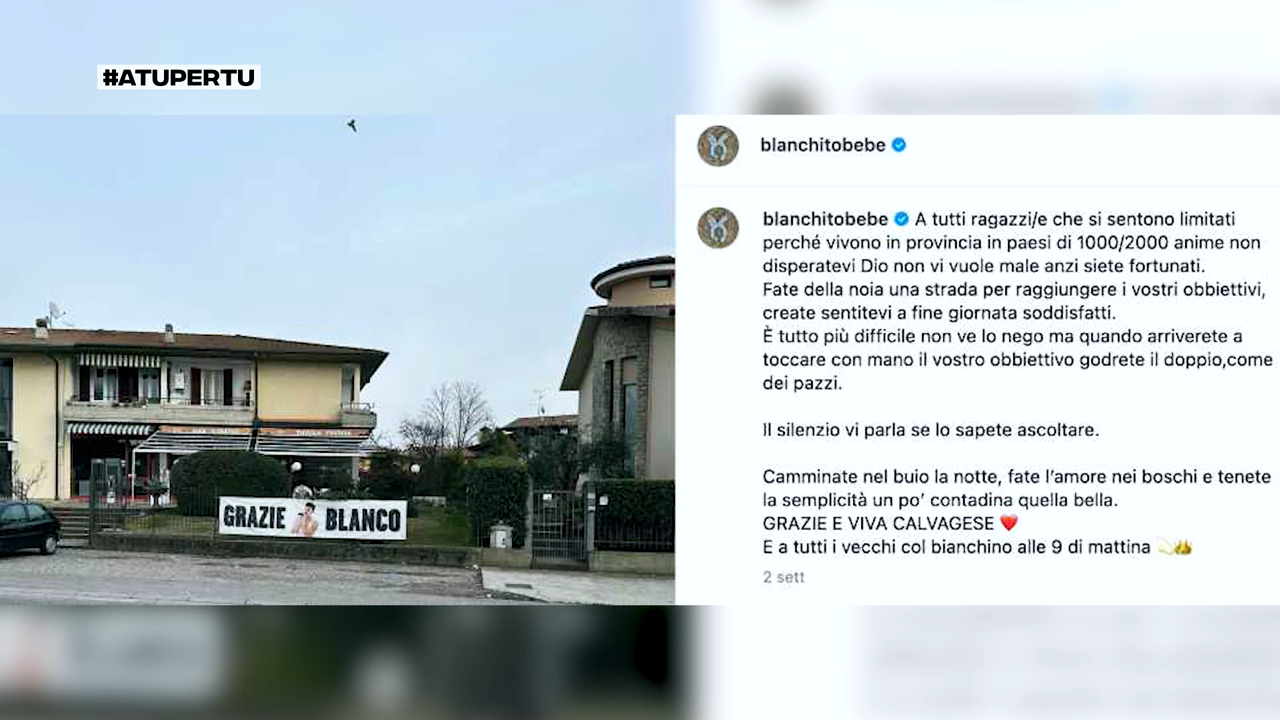 #ATUPERTU
blanchitobebe
blanchitobebe A tutti ragazzi/e che si sentono limitati
perché vivono in provincia in paesi di 1000/2000 anime non
disperatevi Dio non vi vuole male anzi siete fortunati.
Fate della noia una strada per raggiungere i vostri obbiettivi,
create sentitevi a fine giornata soddisfatti.
È tutto più difficile non ve lo nego ma quando arriverete a
toccare con mano il vostro obbiettivo godrete il doppio,come
dei pazzi.
Il silenzio vi parla se lo sapete ascoltare.
Camminate nel buio la notte, fate l’amore nei boschi e tenete
la semplicità un po’ contadina quella bella.
GRAZIE E VIVA CALVAGESE ❤️
E a tutti i vecchi col bianchino alle 9 di mattina 💫👑
2 sett
GRAZIE BLANCO